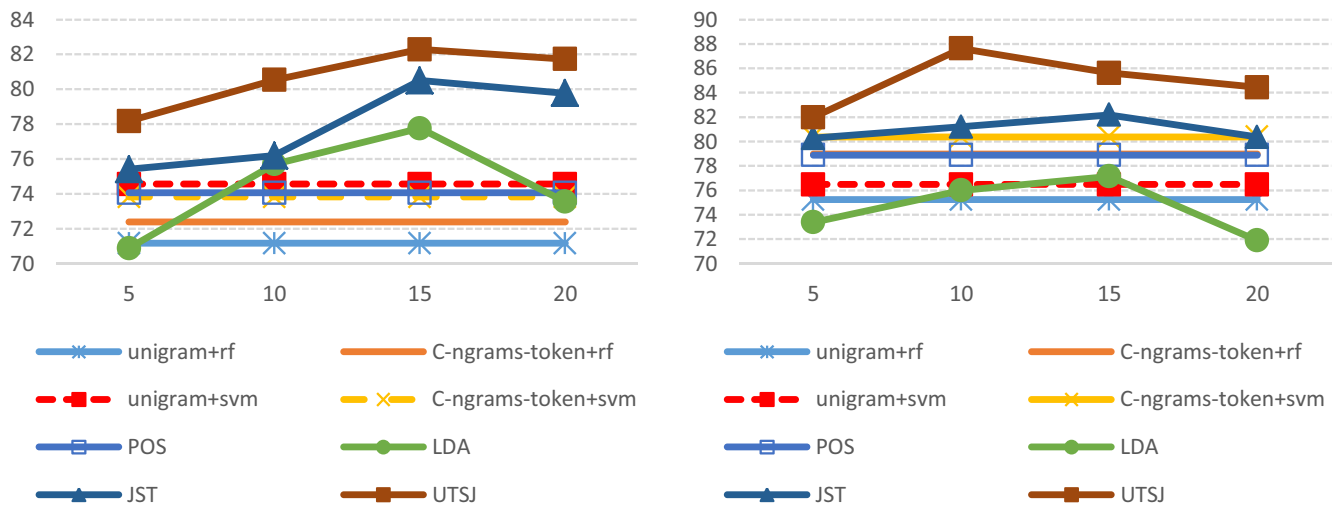 84
82
80
78
76
74
72
70
5 10 15 20
unigram+rf C-ngrams-token+rf
unigram+svm C-ngrams-token+svm
POS LDA
JST UTSJ
90
88
86
84
82
80
78
76
74
72
70
5 10 15 20
unigram+rf C-ngrams-token+rf
unigram+svm C-ngrams-token+svm
POS LDA
JST UTSJ